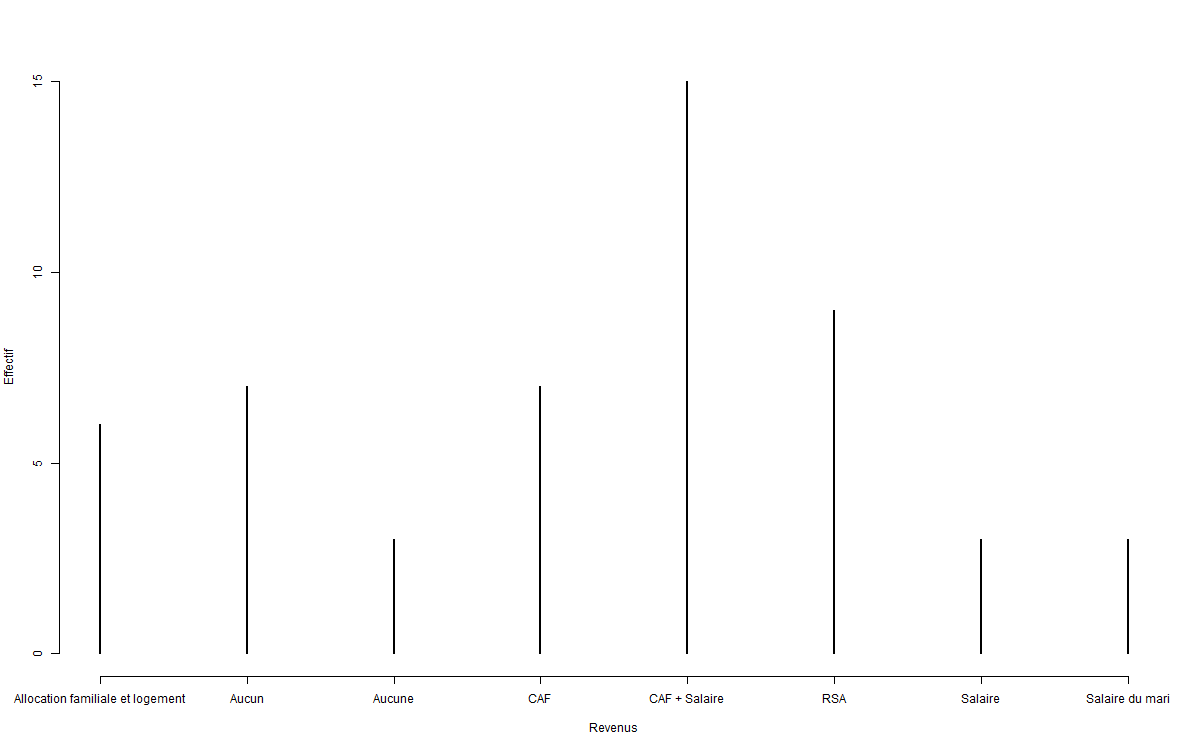 15
10
5
0
Effectif
Allocation familiale et logement
Aucun
Aucune
CAF
CAF + Salaire
RSA
Salaire
Salaire du mari
Revenus